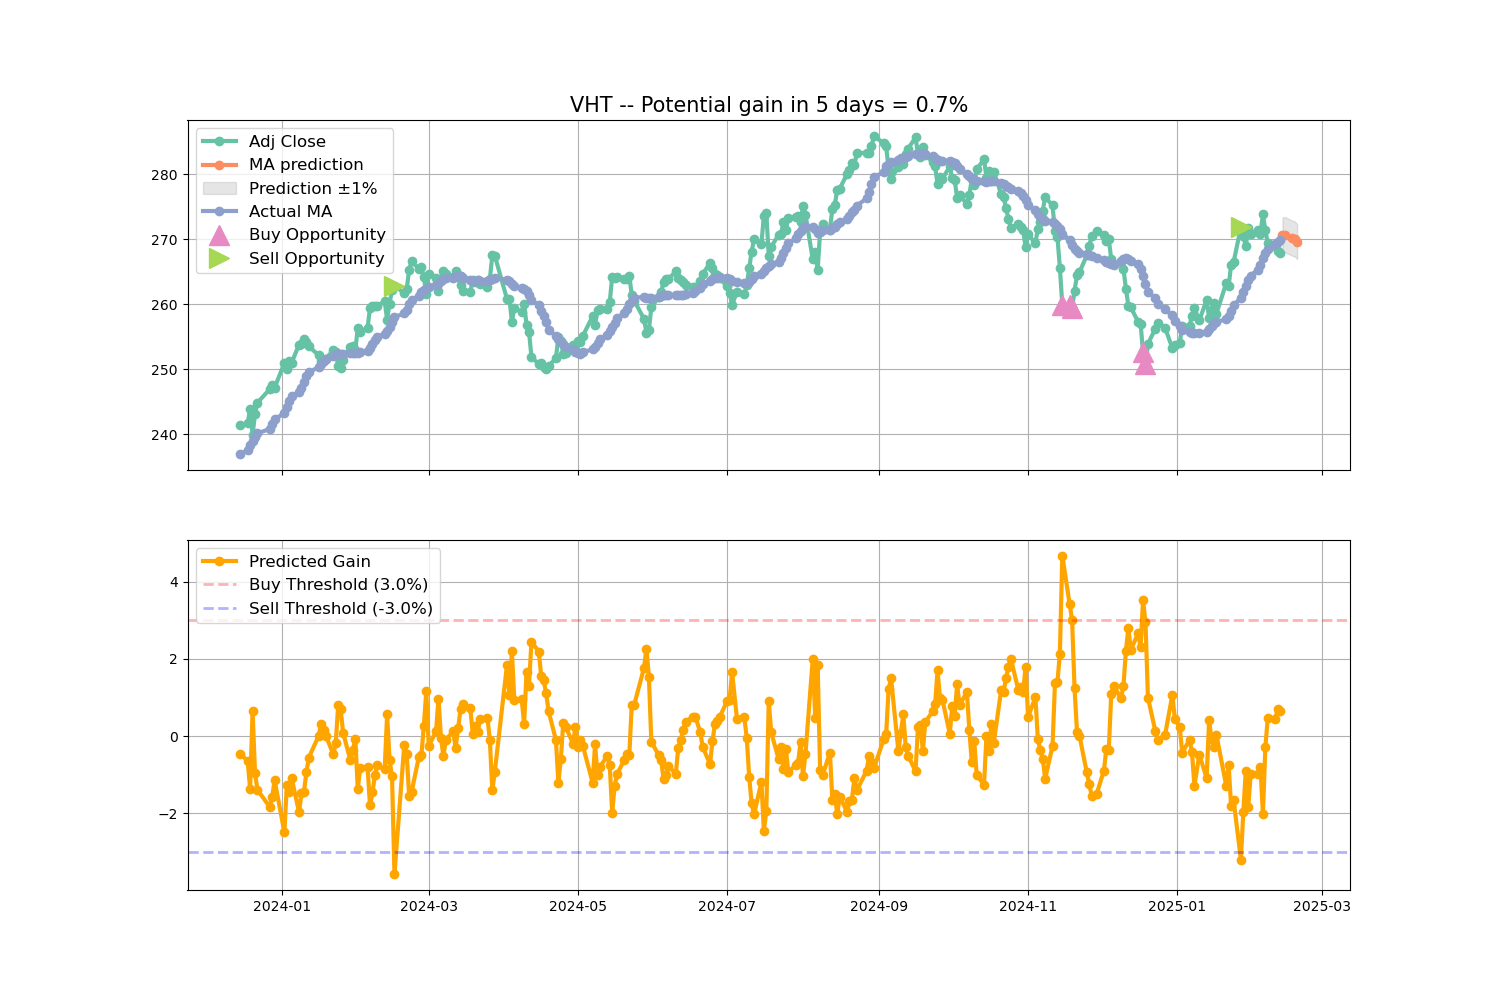 VHT -- Potential gain in 5 days = 0.7%
Adj Close
MA prediction
Prediction ±1%
Actual MA
Buy Opportunity
Sell Opportunity
280
270
260
250
240
Predicted Gain
Buy Threshold (3.0%)
Sell Threshold (-3.0%)
4
2
0
−2
2024-01 2024-03 2024-05 2024-07 2024-09 2024-11 2025-01 2025-03